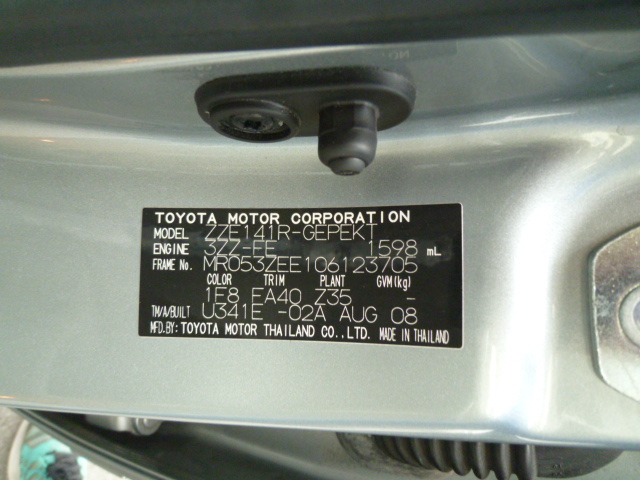 TOYOTA MOTOR CORPORATION
MODEL ZZE141R-GEPEKT
ENGINE 3ZZ-FE 1598 mL
FRAME No. MR053ZEE106123705
COLOR TRIM PLANT GVM(kg)
1E8 EA40 Z35 -
TM/A/BUILT U341E -02A AUG 08
MFD.BY:TOYOTA MOTOR THAILAND CO.,LTD. MADE IN THAILAND